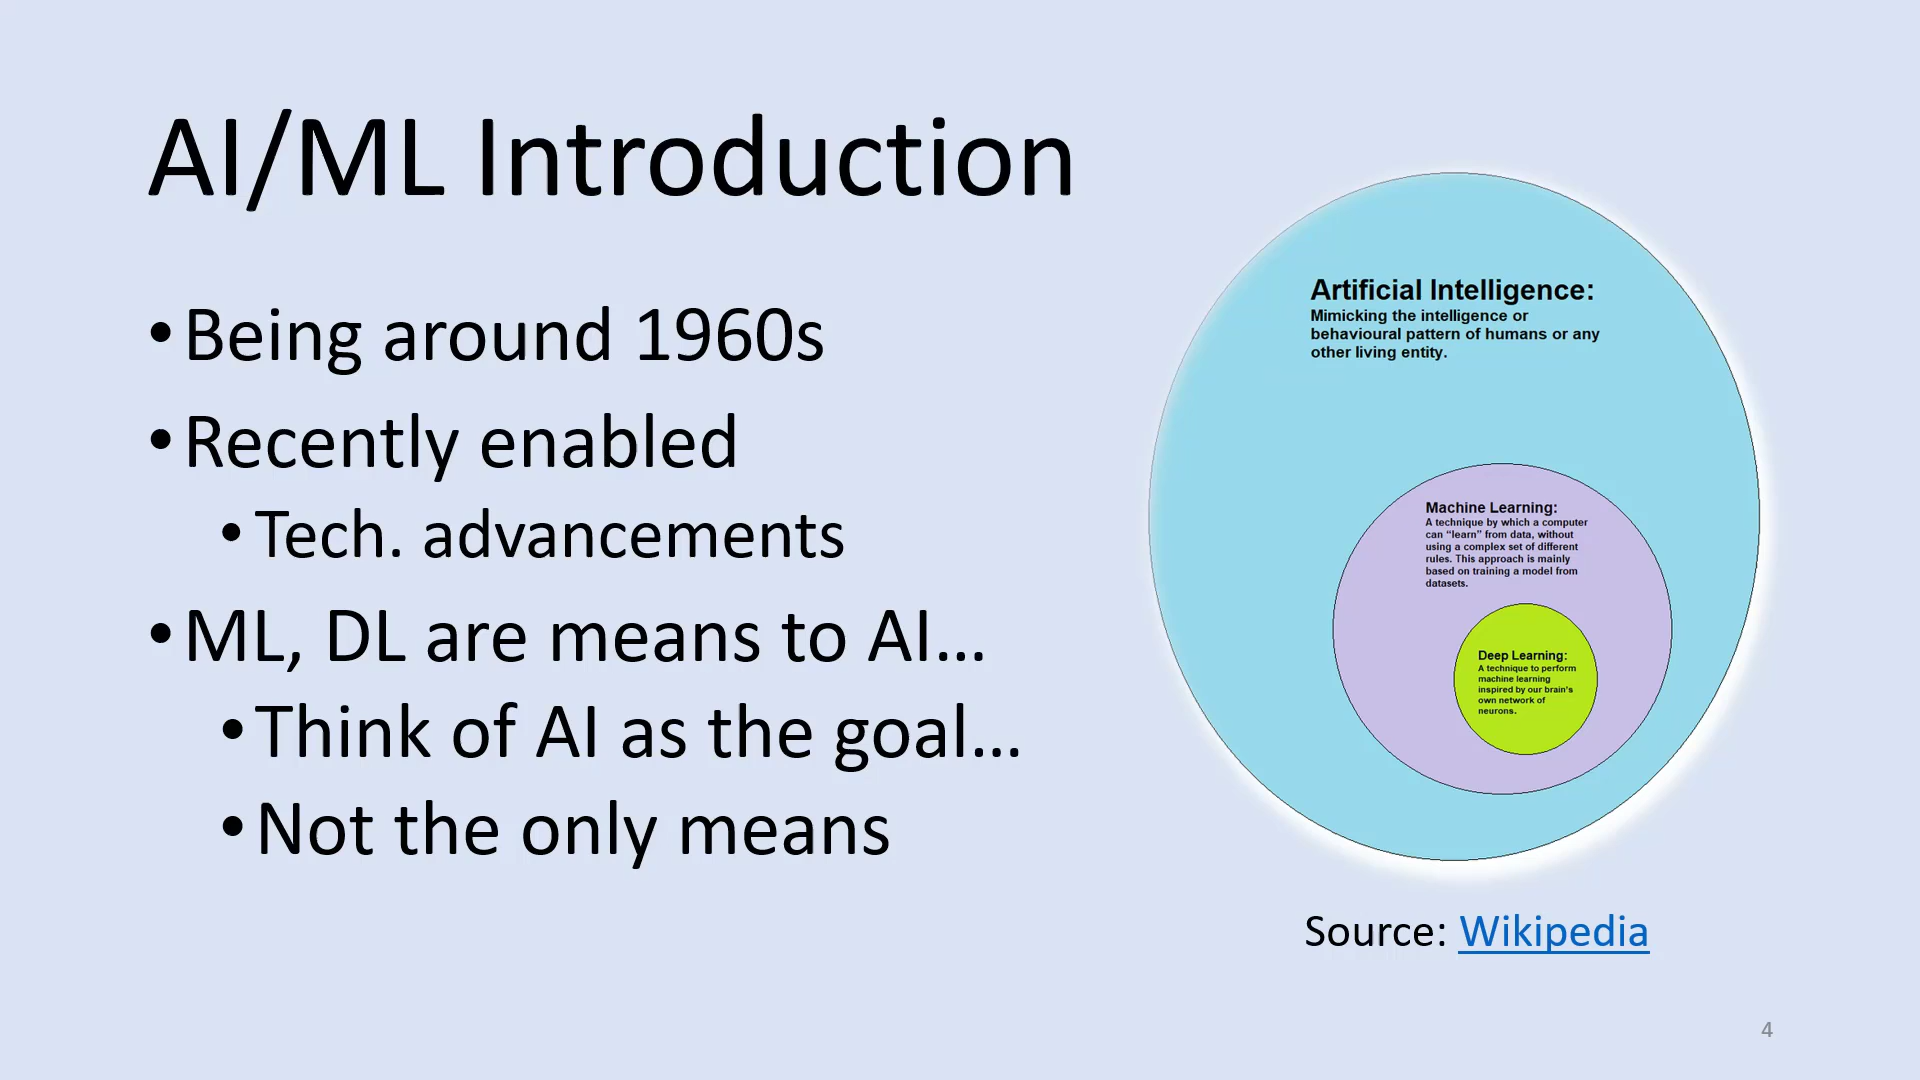 AI/ML Introduction
•Being around 1960s
•Recently enabled
•Tech. advancements
•ML, DL are means to AI…
•Think of AI as the goal…
•Not the only means
Artificial Intelligence:
Mimicking the intelligence or
behavioural pattern of humans or any
other living entity.
Machine Learning:
A technique by which a computer
can “learn” from data, without
using a complex set of different
rules. This approach is mainly
based on training a model from
datasets.
Deep Learning:
A technique to perform
machine learning
inspired by our brain's
own network of
neurons.
Source: Wikipedia
4